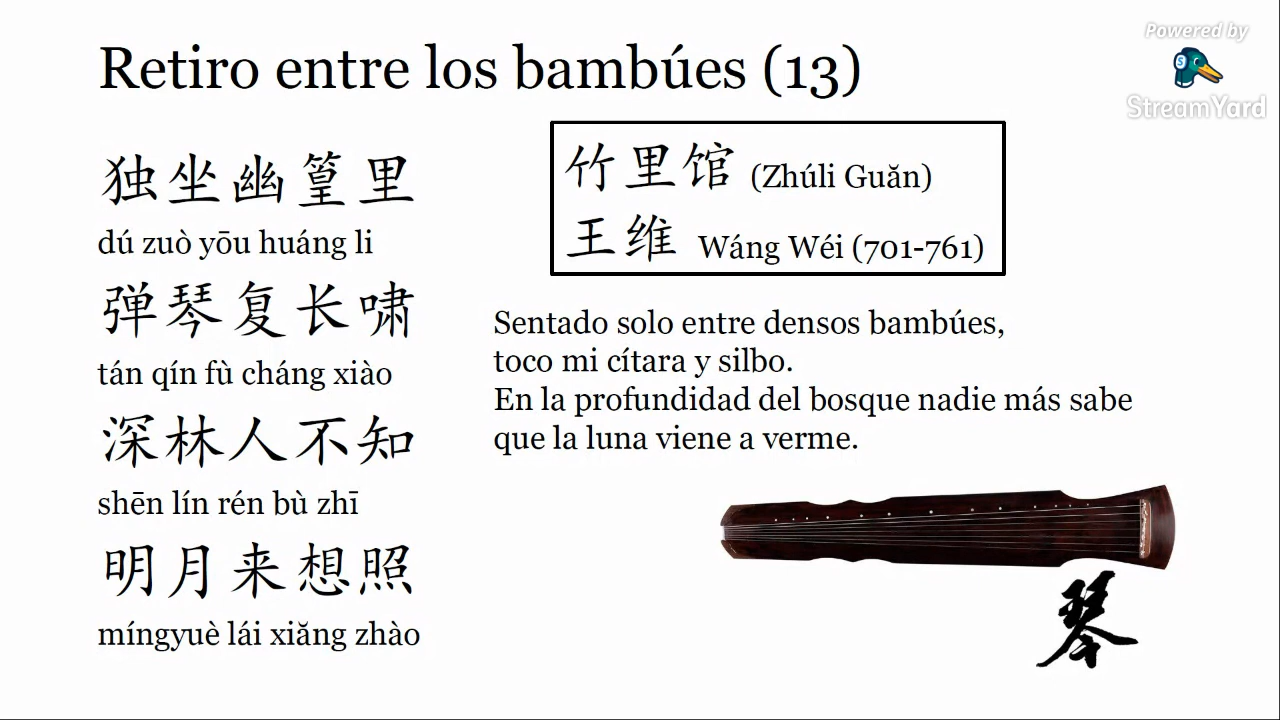 Retiro entre los bambúes (13)
Powered by
StreamYard
独坐幽篁里
dú zuò yōu huáng li
弹琴复长啸
tán qín fù cháng xiào
深林人不知
shēn lín rén bù zhī
明月来想照
míngyuè lái xiăng zhào
竹里馆 (Zhúli Guăn)
王维 Wáng Wéi (701-761)
Sentado solo entre densos bambúes,
toco mi cítara y silbo.
En la profundidad del bosque nadie más sabe
que la luna viene a verme.
琴